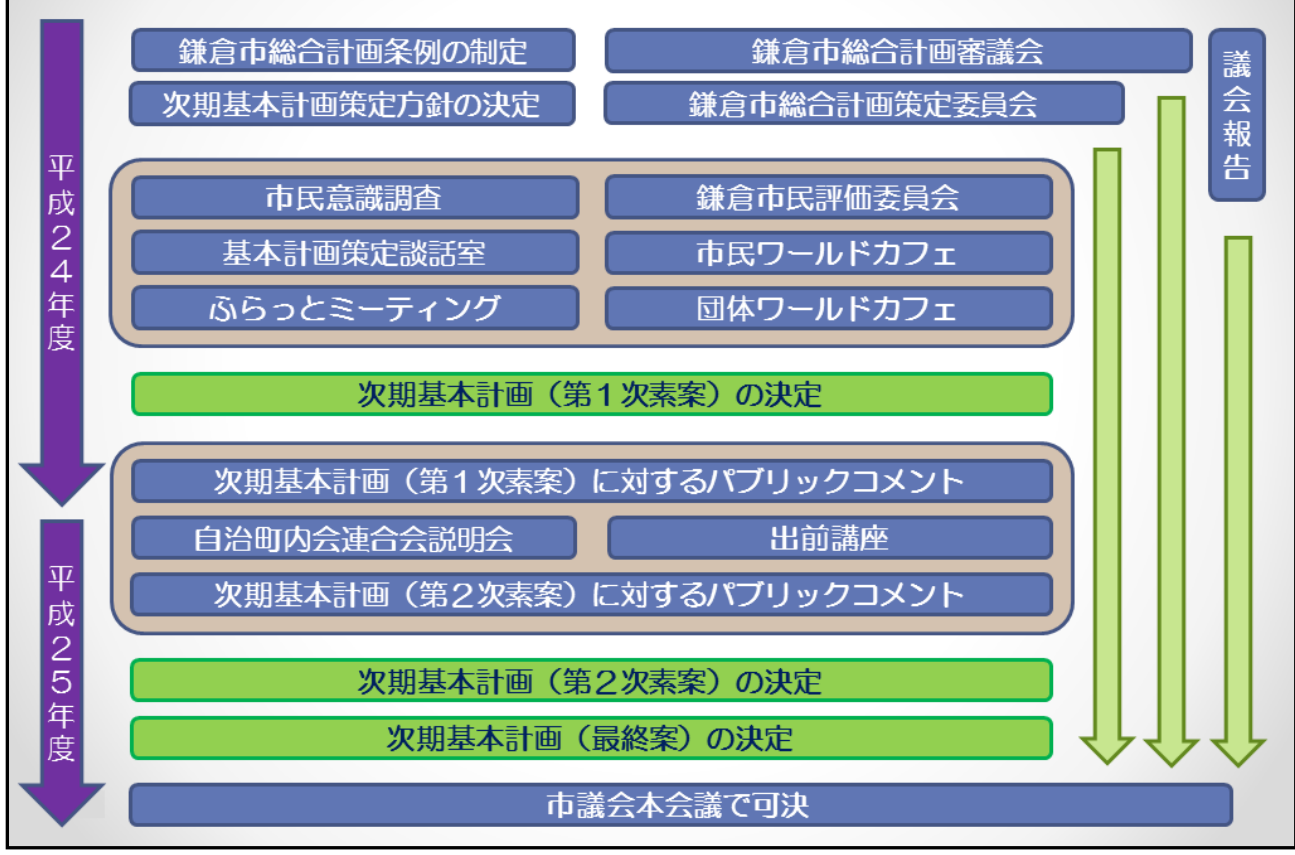 鎌倉市総合計画条例の制定
鎌倉市総合計画審議会
議会報告
次期基本計画策定方針の決定
鎌倉市総合計画策定委員会
平成24年度
市民意識調査
鎌倉市民評価委員会
基本計画策定談話室
市民ワールドカフェ
ふらっとミーティング
団体ワールドカフェ
次期基本計画（第１次素案）の決定
次期基本計画（第１次素案）に対するパブリックコメント
平成25年度
自治町内会連合会説明会
出前講座
次期基本計画（第２次素案）に対するパブリックコメント
次期基本計画（第２次素案）の決定
次期基本計画（最終案）の決定
市議会本会議で可決